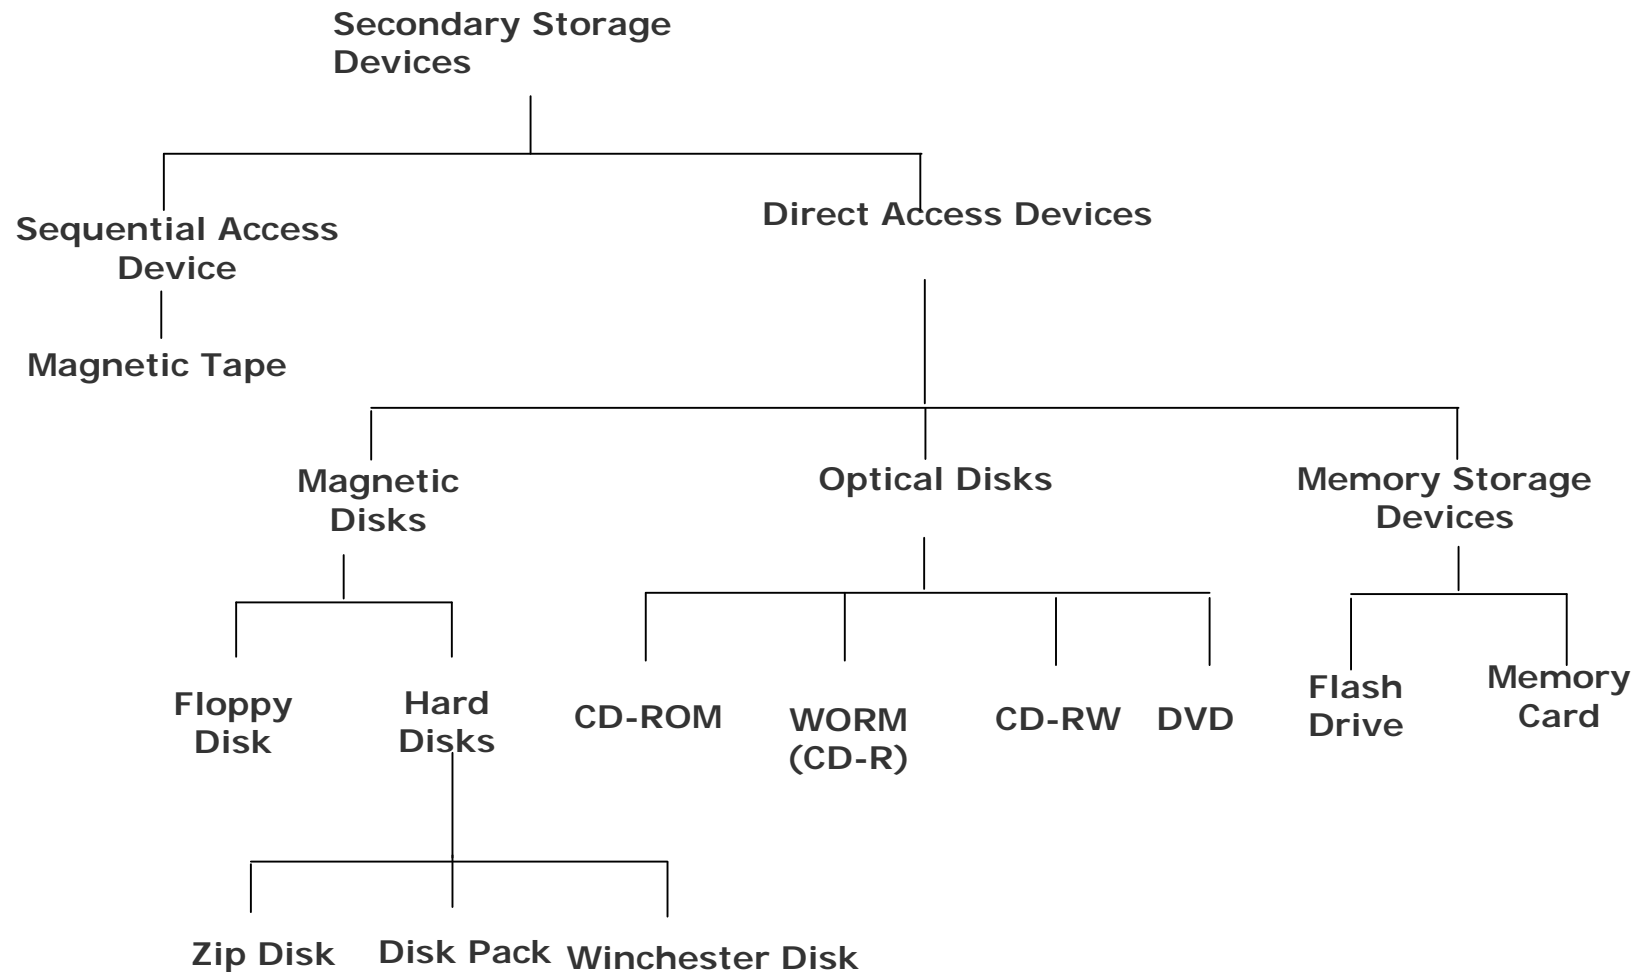 Secondary Storage
Devices
Sequential Access
Device
Direct Access Devices
Magnetic Tape
Magnetic
Disks
Optical Disks
Memory Storage
Devices
Floppy
Disk
Hard
Disks
CD-ROM
WORM
(CD-R)
CD-RW
DVD
Flash
Drive
Memory
Card
Zip Disk
Disk Pack
Winchester Disk